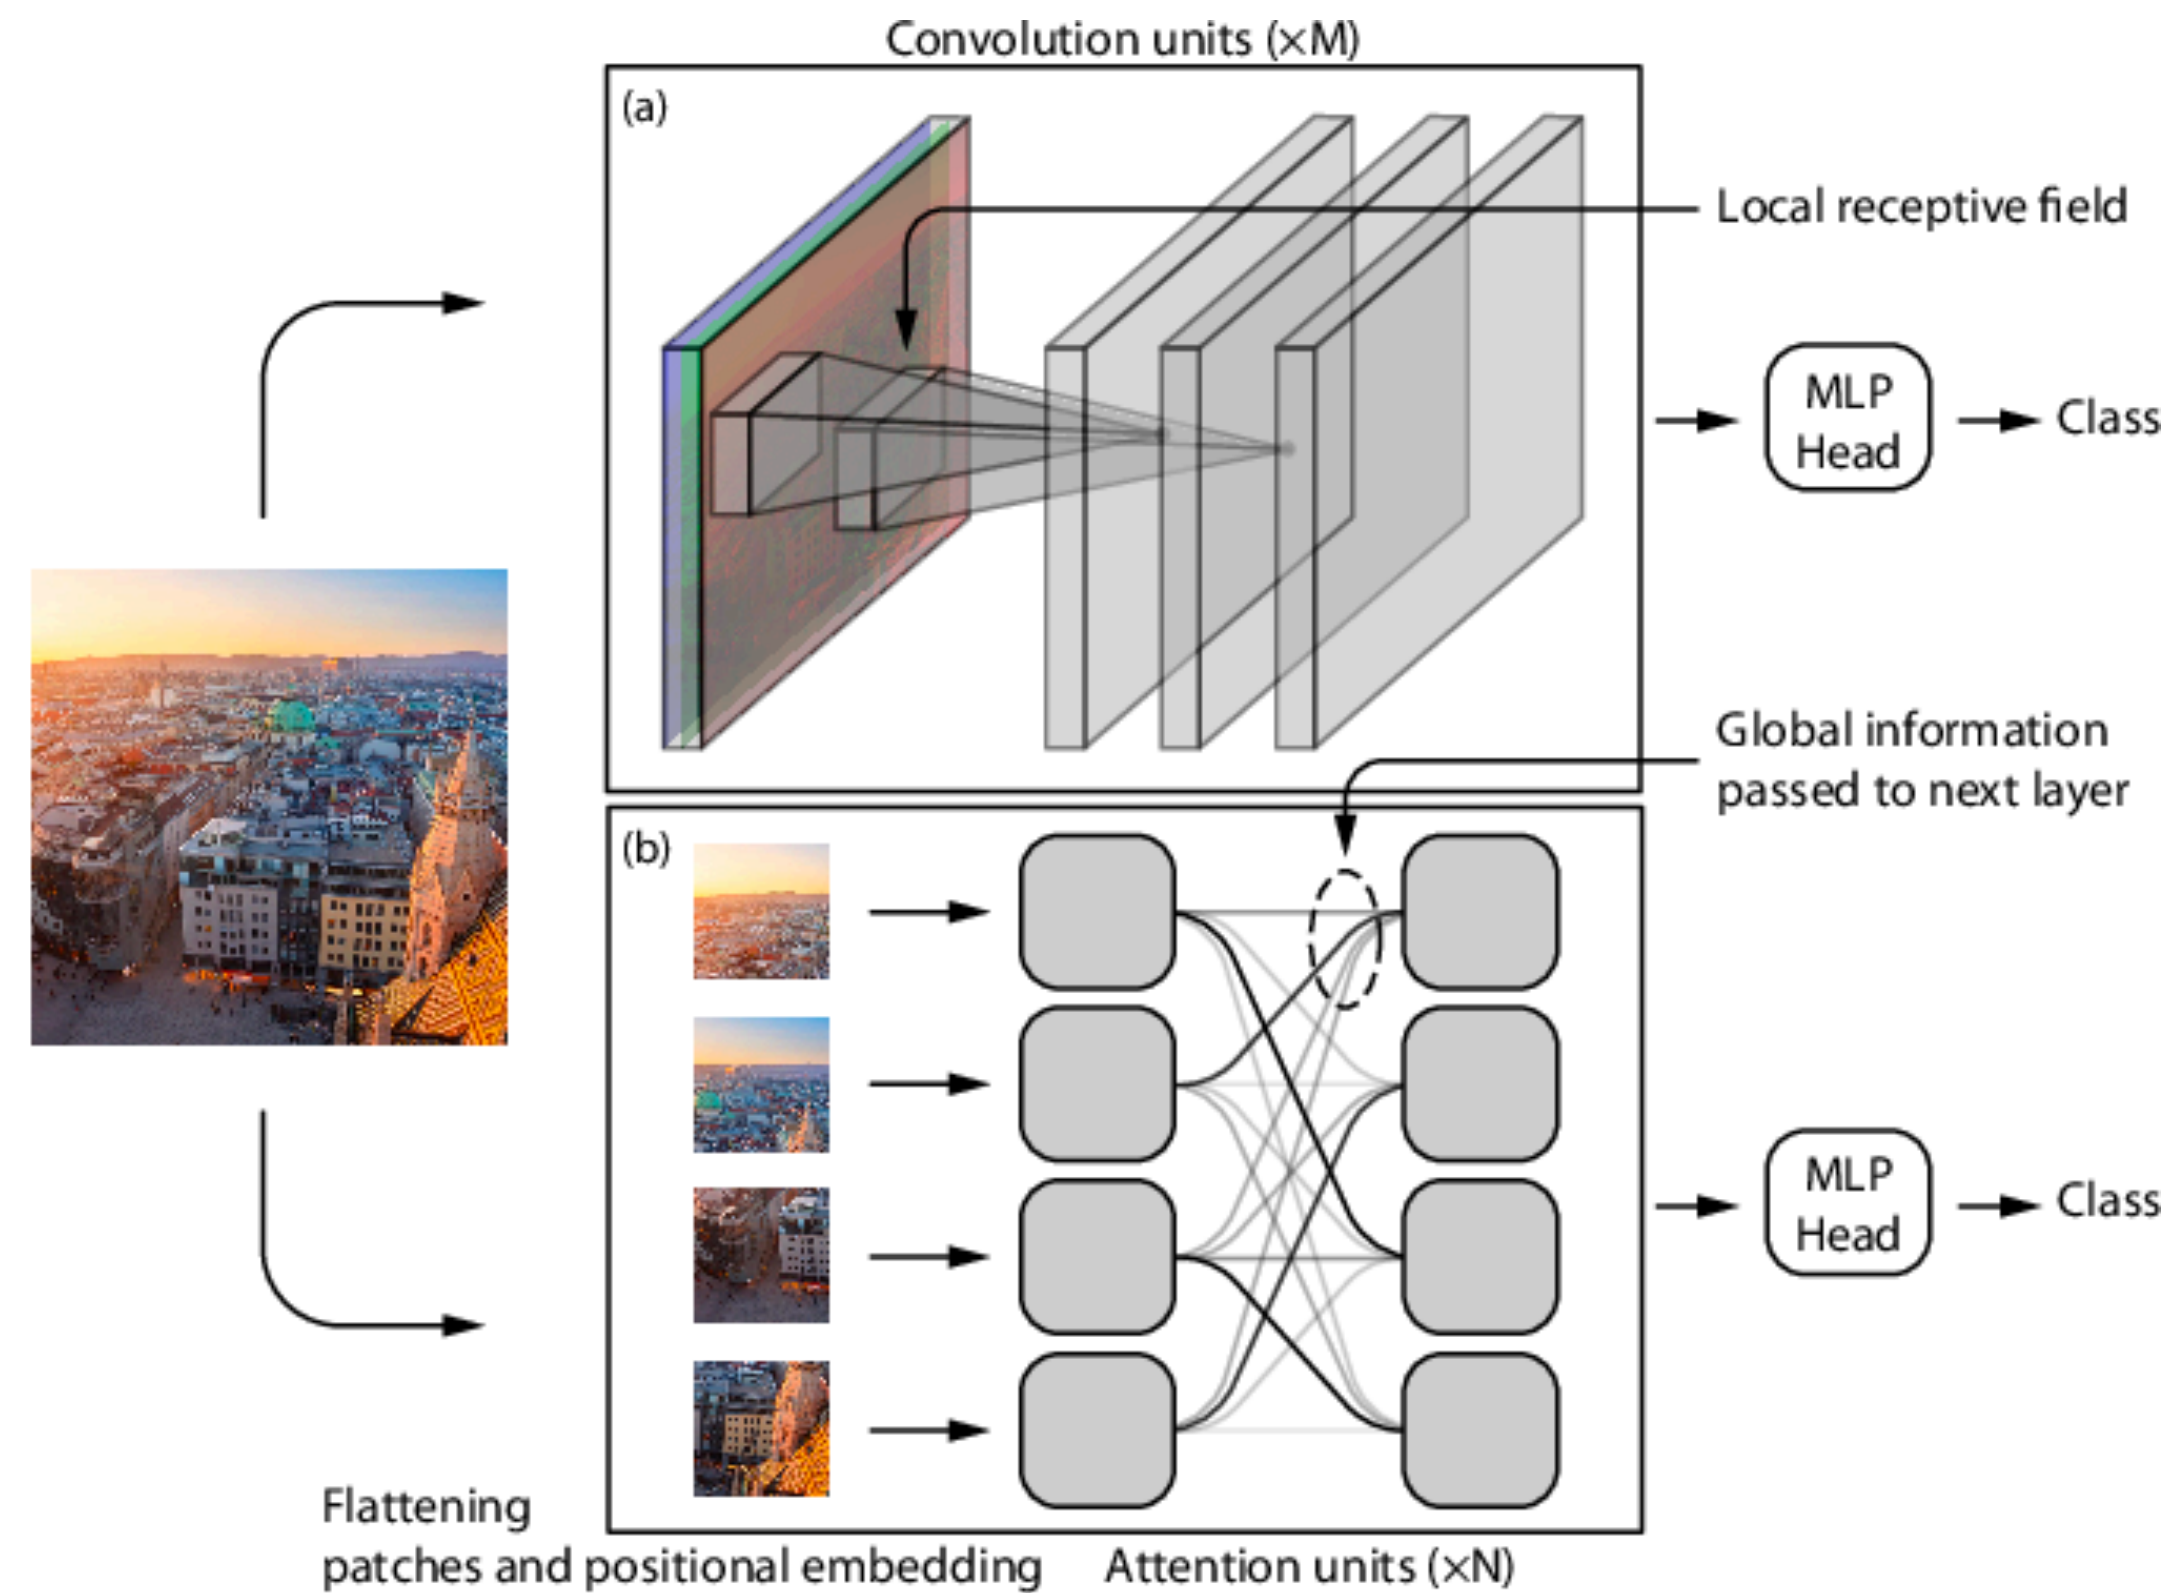 Convolution units (×M)
(a)
Local receptive field
MLP
Head
Class
Global information
passed to next layer
(b)
MLP
Head
Class
Flattening
patches and positional embedding
Attention units (×N)